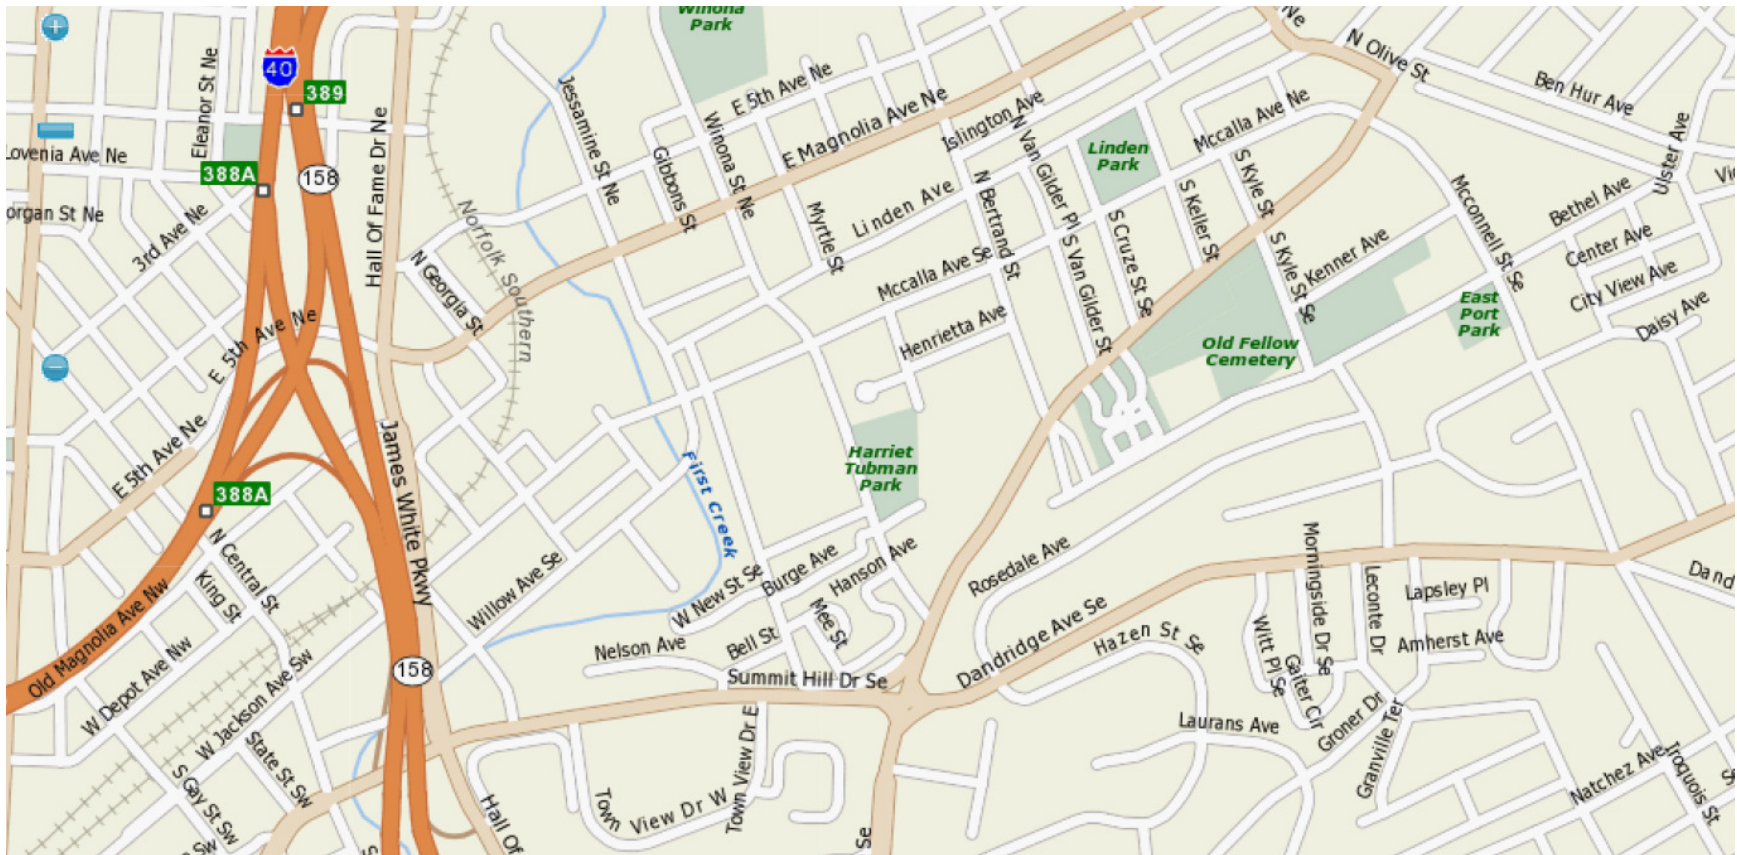 Winona
Park
Ne
N Olive St
Ben Hur Ave
40
389
Eleanor St Ne
Jessamine St Ne
E 5th Ave Ne
E Magnolia Ave Ne
Islington Ave
Mccalla Ave Ne
Ulster Ave
Lovenia Ave Ne
388A
158
Hall Of Fame Dr Ne
Gibbons St
Winona St Ne
N Van Gilder Pl
Linden
Park
S Kyle St
Mcconnell St Se
Bethel Ave
organ St Ne
3rd Ave Ne
Norfolk Southern
Myrtle St
Linden Ave
N Bertrand St
S Cruze St Se
S Keller St
Center Ave
City View Ave
N Georgia St
Mccalla Ave Se
S Van Gilder St
S Kyle St Se
Kenner Ave
East
Port
Park
Daisy Ave
E 5th Ave Ne
Henrietta Ave
Old Fellow
Cemetery
E 5th Ave Ne
James White Pkwy
First Creek
Harriet
Tubman
Park
388A
N Central St
King St
Willow Ave Se
W New St Se
Burge Ave
Hanson Ave
Rosedale Ave
Morningside Dr Se
Leconte Dr
Lapsley Pl
Dand
Old Magnolia Ave Nw
Mee St
Dandridge Ave Se
Hazen St Se
Witt Pl Se
Amherst Ave
W Depot Ave Nw
W Jackson Ave Sw
158
Nelson Ave
Bell St
Summit Hill Dr Se
Gaiter Cir
Groner Dr
Granville Ter
Laurans Ave
S Gay St Sw
State St Sw
Town View Dr E
Town View Dr W
Natchez Ave
Iroquois St
Hall Of
Se
Sw